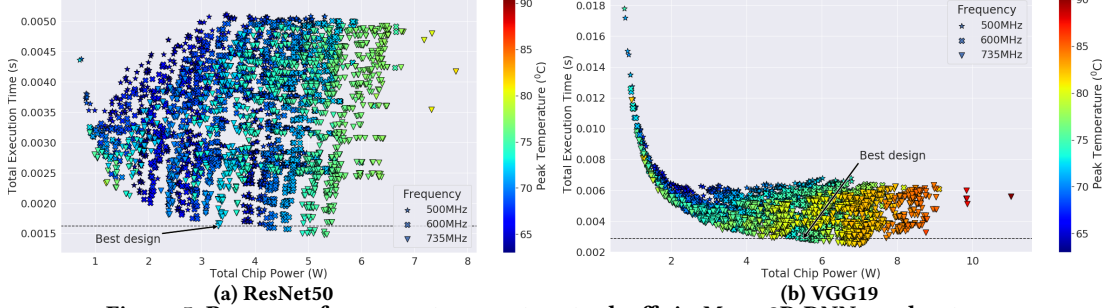 0.0050
0.0045
0.0040
0.0035
0.0030
0.0025
0.0020
0.0015
Total Execution Time (s)
Frequency
500MHz
600MHz
735MHz
Best design
1 2 3 4 5 6 7 8
Total Chip Power (W)
90
85
80
75
70
65
Peak Temperature (⁰C)
(a) ResNet50
0.018
0.016
0.014
0.012
0.010
0.008
0.006
0.004
0.002
Total Execution Time (s)
Frequency
500MHz
600MHz
735MHz
Best design
2 4 6 8 10
Total Chip Power (W)
90
85
80
75
70
65
Peak Temperature (⁰C)
(b) VGG19